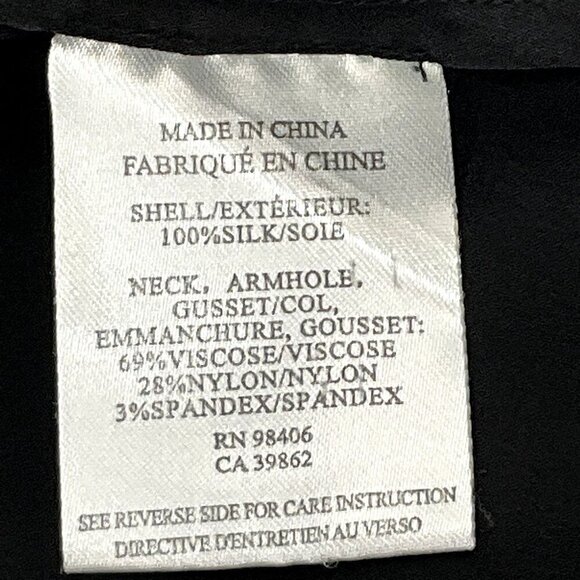 MADE IN CHINA
FABRIQUÉ EN CHINE
SHELL/EXTÉRIEUR:
100%SILK/SOIE
NECK, ARMHOLE,
GUSSET/COL,
EMMANCHURE, GOUSSET:
69%VISCOSE/VISCOSE
28%NYLON/NYLON
3%SPANDEX/SPANDEX
RN 98406
CA 39862
SEE REVERSE SIDE FOR CARE INSTRUCTION
DIRECTIVE D'ENTRETIEN AU VERSO